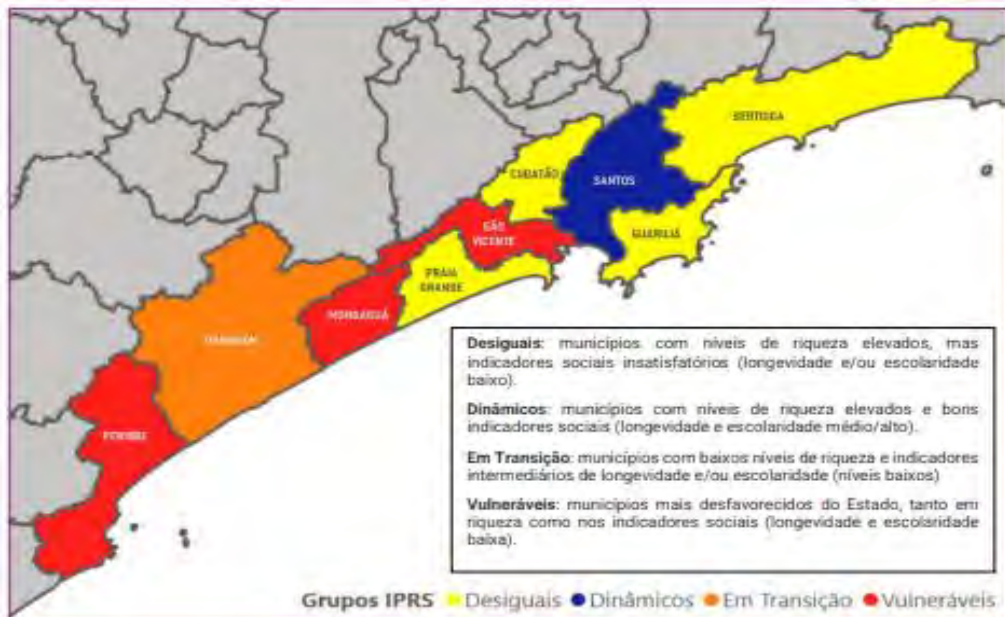 BERTIOGA
CUBATÃO
SANTOS
SÃO
VICENTE
GUARUJÁ
PRAIA
GRANDE
MONGAGUÁ
ITANHAÉM
PERUÍBE
Desiguais: municípios com níveis de riqueza elevados, mas
indicadores sociais insatisfatórios (longevidade e/ou escolaridade
baixo).
Dinâmicos: municípios com níveis de riqueza elevados e bons
indicadores sociais (longevidade e escolaridade médio/alto).
Em Transição: municípios com baixos níveis de riqueza e indicadores
intermediários de longevidade e/ou escolaridade (níveis baixos)
Vulneráveis: municípios mais desfavorecidos do Estado, tanto em
riqueza como nos indicadores sociais (longevidade e escolaridade
baixa).
Grupos IPRS Desiguais Dinâmicos Em Transição Vulneráveis